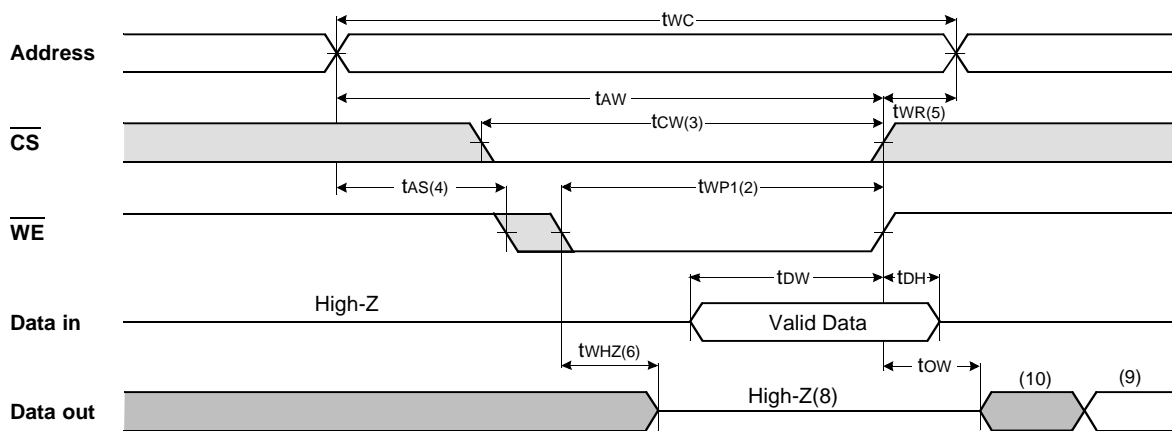 tWC
Address
tAW
tWR(5)
tCW(3)
CS
tAS(4)
tWP1(2)
WE
tDW
tDH
High-Z
Data in
Valid Data
tWHZ(6)
tOW
(10)
(9)
High-Z(8)
Data out